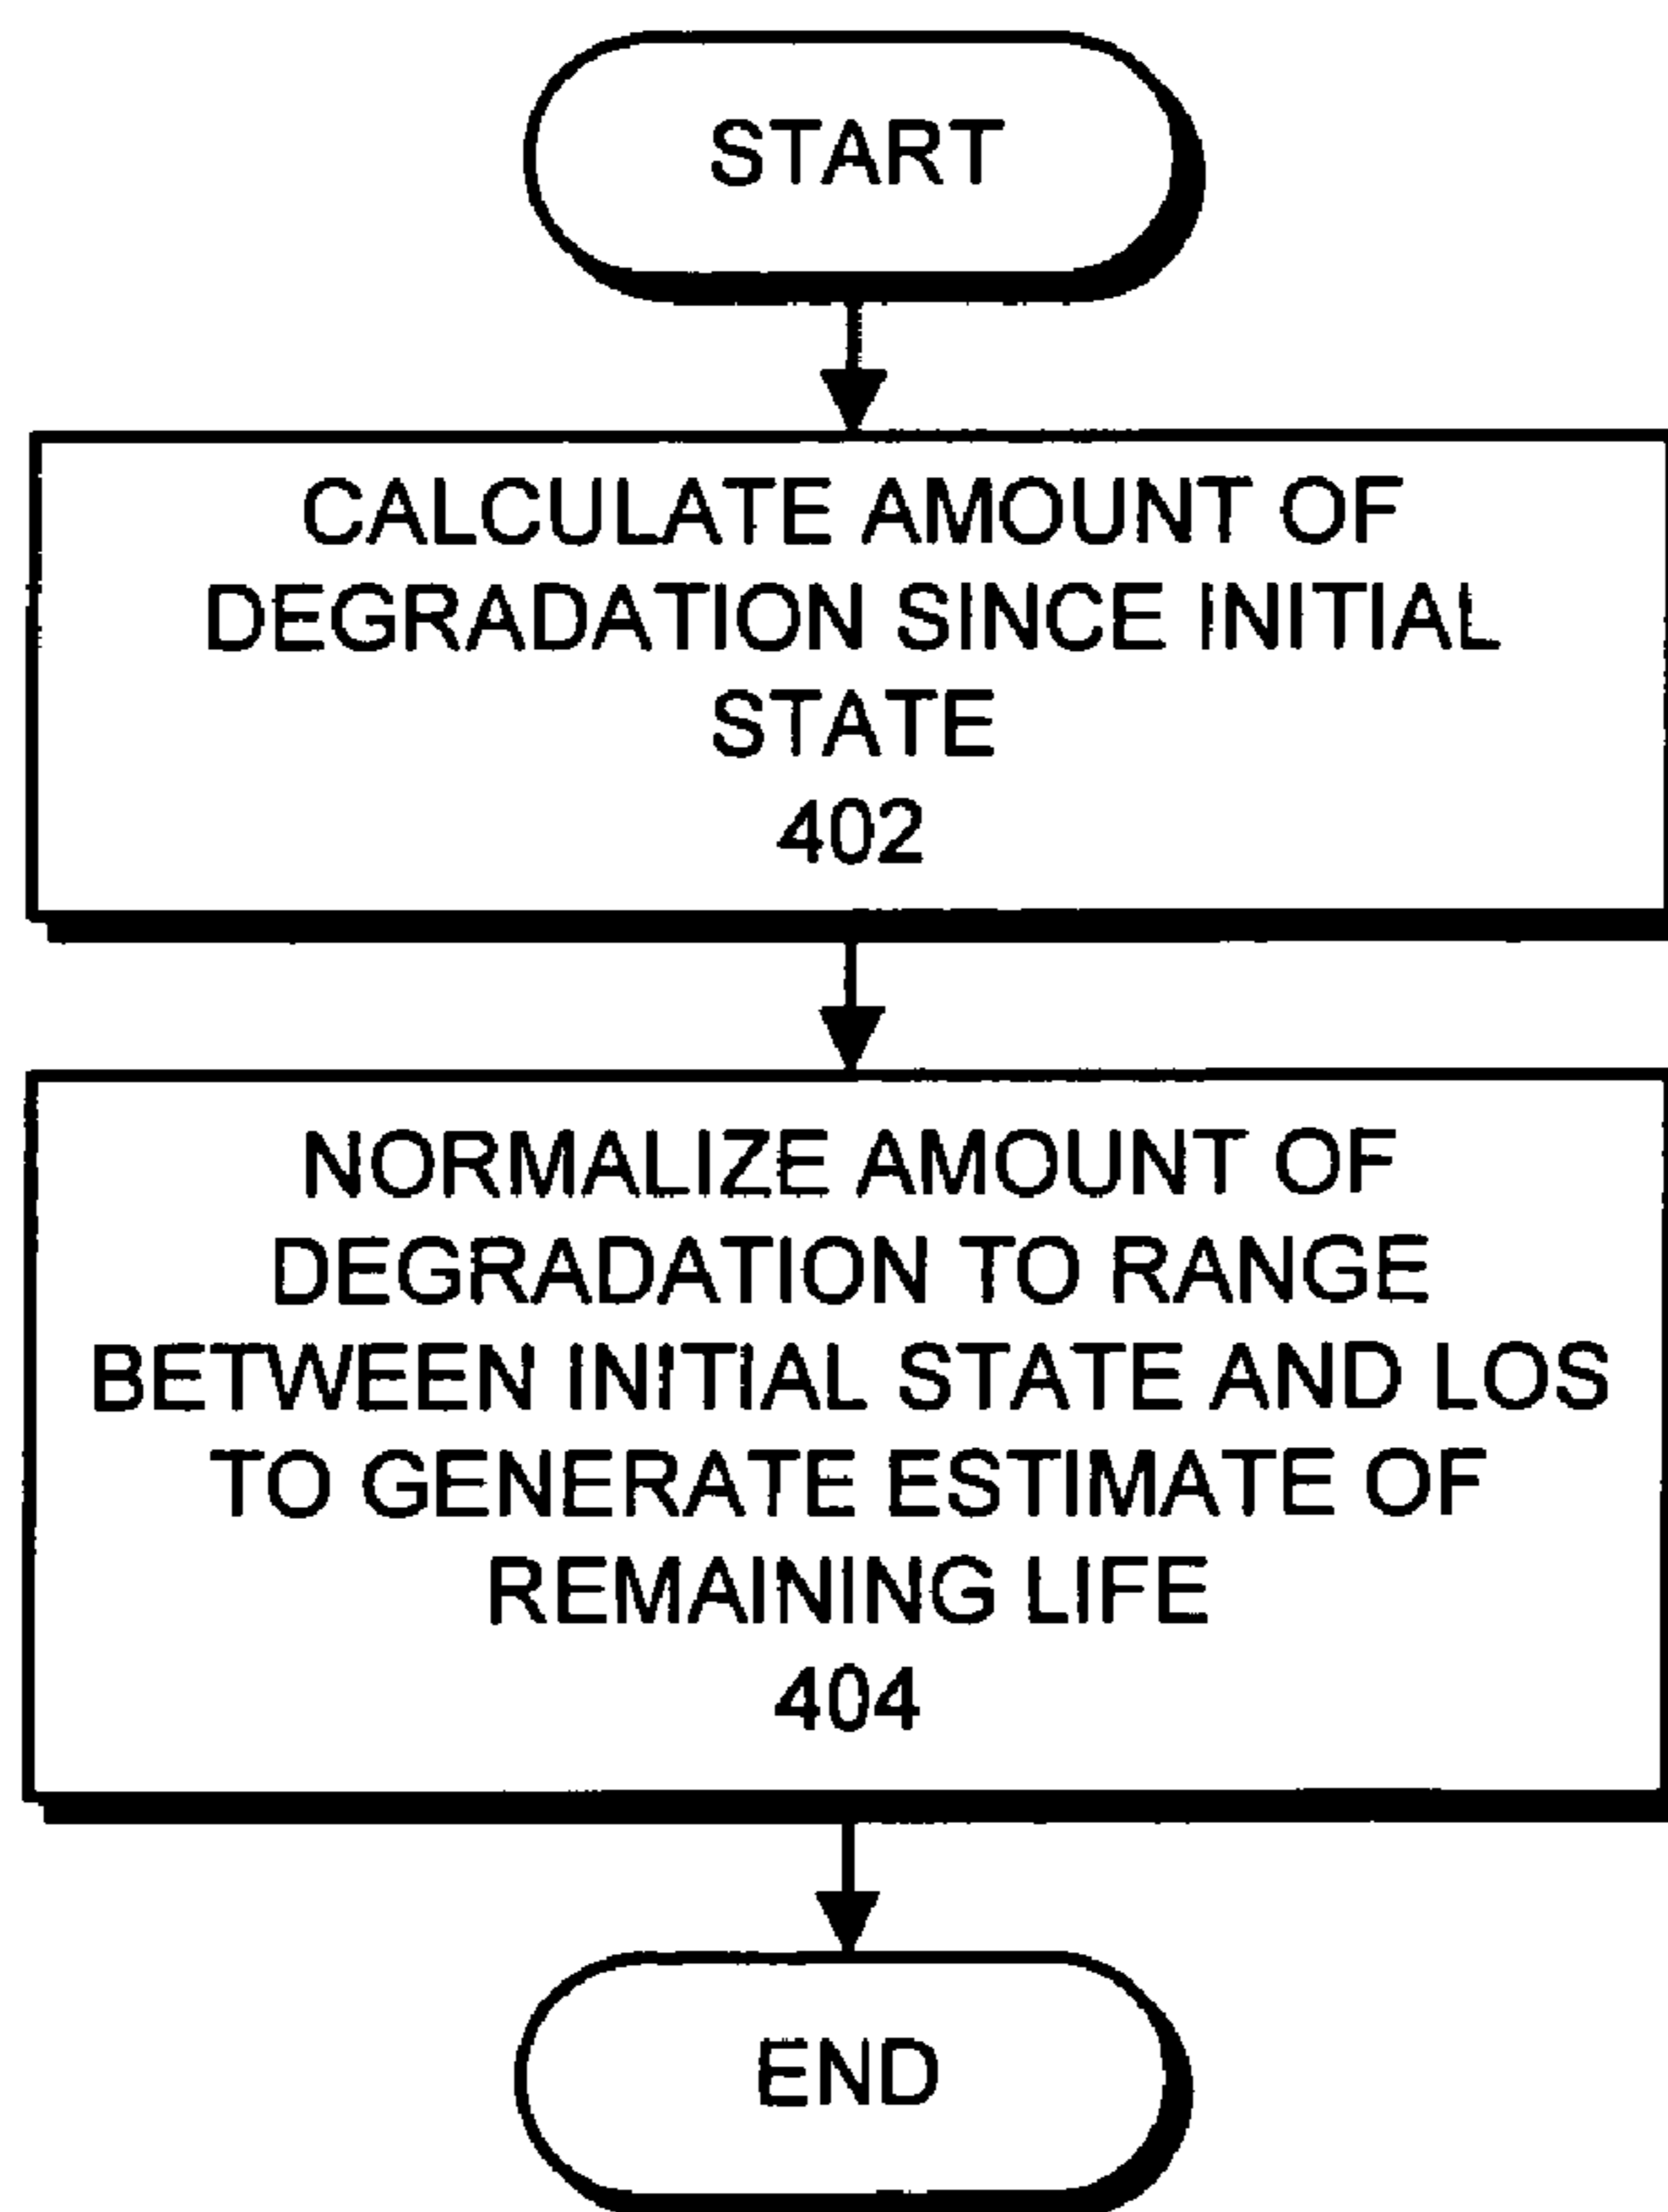 START
CALCULATE AMOUNT OF
DEGRADATION SINCE INITIAL
STATE
402
NORMALIZE AMOUNT OF
DEGRADATION TO RANGE
BETWEEN INITIAL STATE AND LOS
TO GENERATE ESTIMATE OF
REMAINING LIFE
404
END